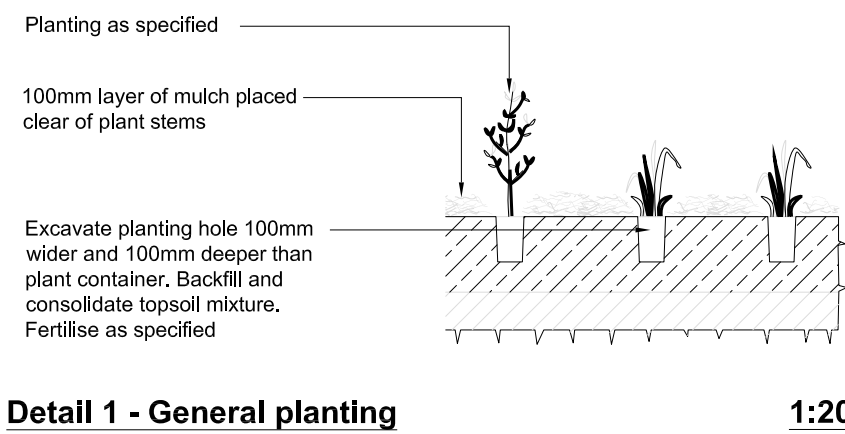 Planting as specified
100mm layer of mulch placed
clear of plant stems
Excavate planting hole 100mm
wider and 100mm deeper than
plant container. Backfill and
consolidate topsoil mixture.
Fertilise as specified
Detail 1 - General planting
1:20